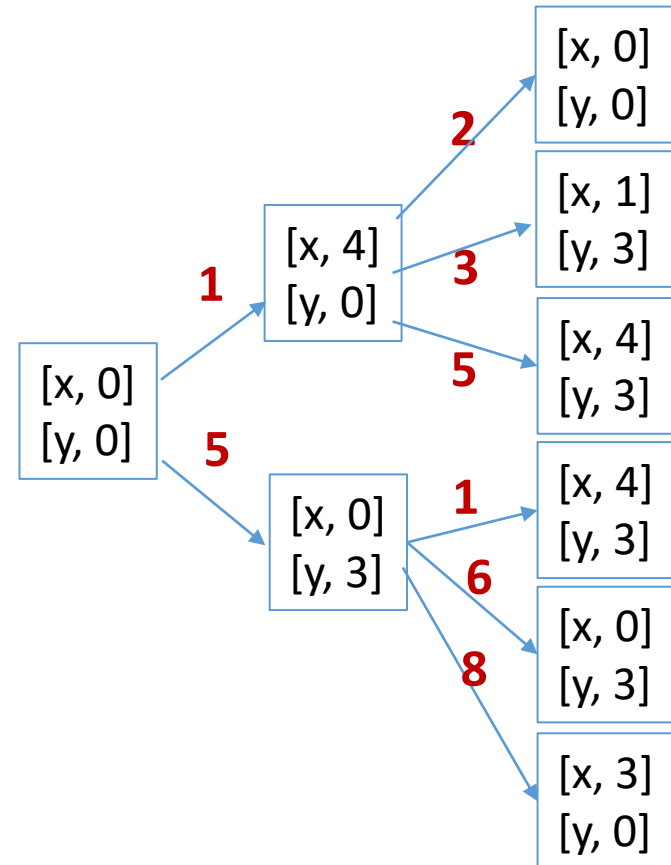 [x, 0]
[y, 0]
1
5
[x, 4]
[y, 0]
2
3
5
[x, 0]
[y, 3]
1
6
8
[x, 0]
[y, 0]
[x, 1]
[y, 3]
[x, 4]
[y, 3]
[x, 4]
[y, 3]
[x, 0]
[y, 3]
[x, 3]
[y, 0]